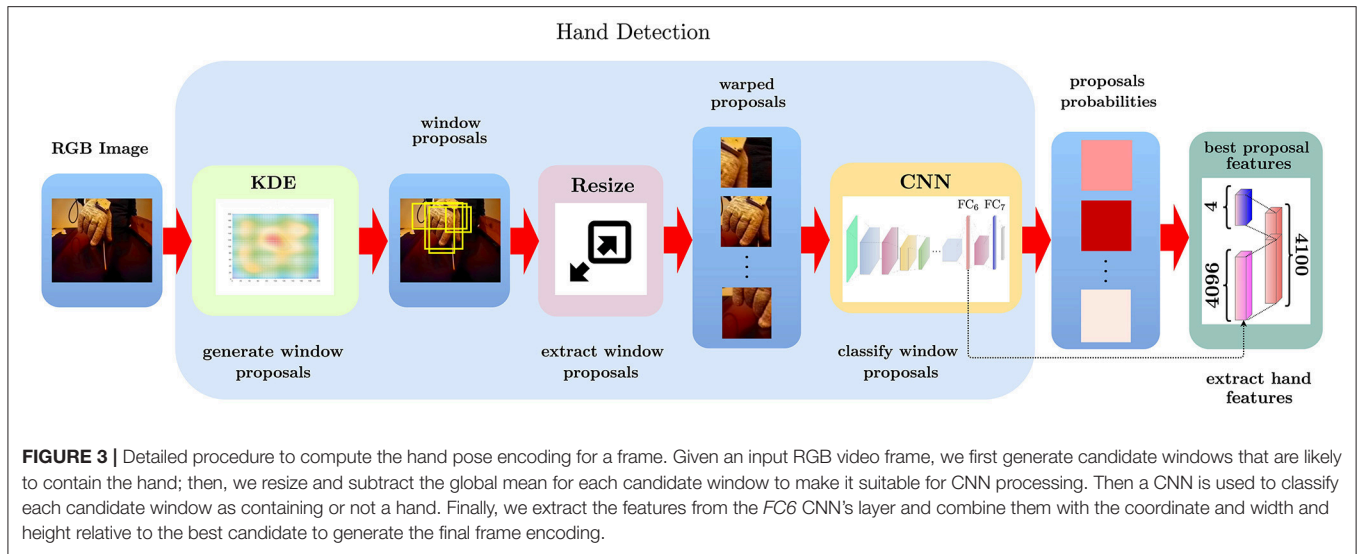 Hand Detection
RGB Image
KDE
generate window
proposals
window
proposals
Resize
extract window
proposals
warped
proposals
CNN
FC6 FC7
classify window
proposals
proposals
probabilities
best proposal
features
4
4096
4100
extract hand
features
FIGURE 3 | Detailed procedure to compute the hand pose encoding for a frame. Given an input RGB video frame, we first generate candidate windows that are likely
to contain the hand; then, we resize and subtract the global mean for each candidate window to make it suitable for CNN processing. Then a CNN is used to classify
each candidate window as containing or not a hand. Finally, we extract the features from the FC6 CNN's layer and combine them with the coordinate and width and
height relative to the best candidate to generate the final frame encoding.